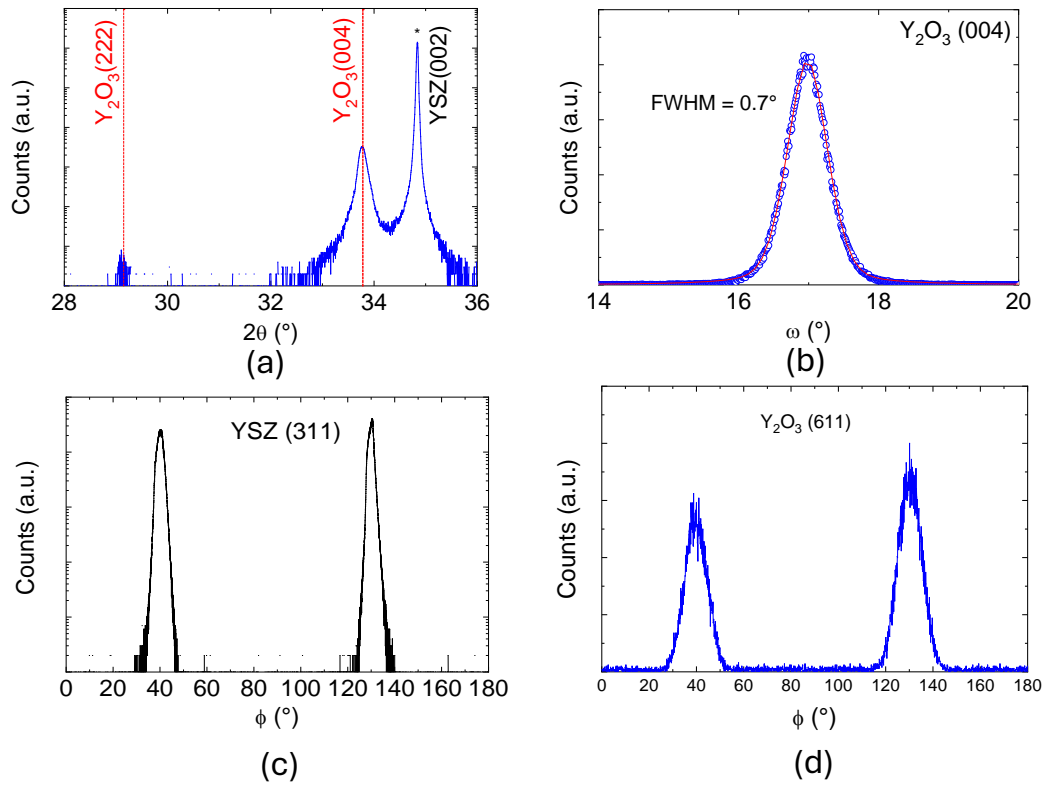 Counts (a.u.)
Y₂O₃(222)
Y₂O₃(004)
*
YSZ(002)
28 30 32 34 36
2θ (°)
(a)
Counts (a.u.)
Y₂O₃ (004)
FWHM = 0.7°
14 16 18 20
ω (°)
(b)
Counts (a.u.)
YSZ (311)
0 20 40 60 80 100 120 140 160 180
ϕ (°)
(c)
Counts (a.u.)
Y₂O₃ (611)
0 20 40 60 80 100 120 140 160 180
ϕ (°)
(d)